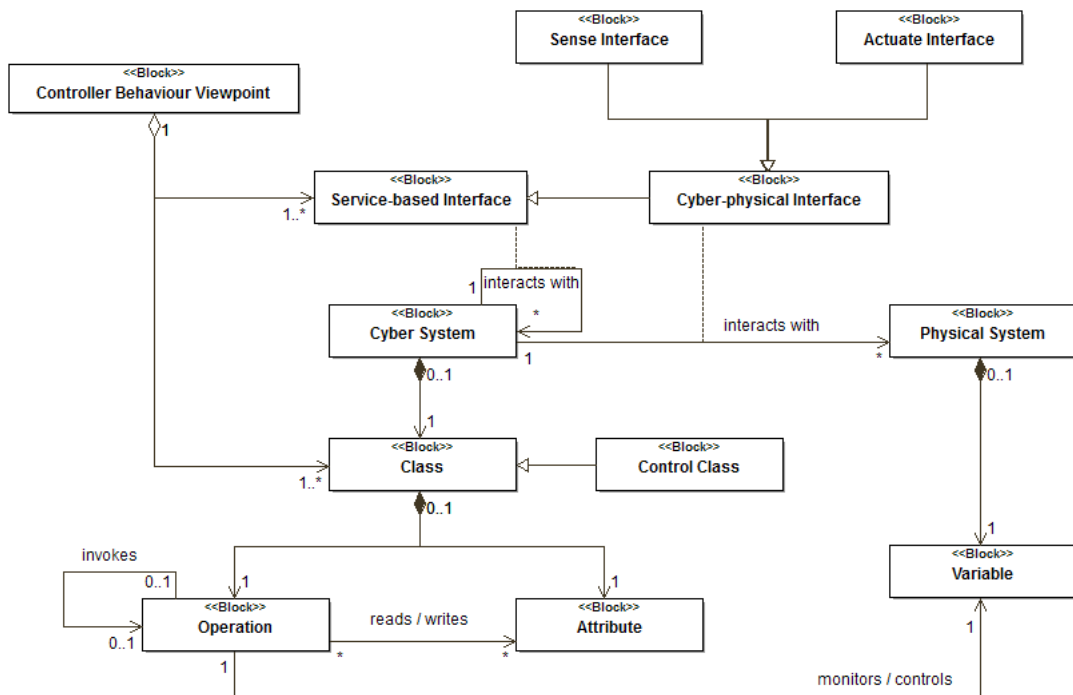 <<Block>>
Sense Interface
<<Block>>
Actuate Interface
<<Block>>
Controller Behaviour Viewpoint
1
<<Block>>
Service-based Interface
1..*
<<Block>>
Cyber-physical Interface
interacts with
1
*
<<Block>>
Cyber System
0..1
1
interacts with
*
<<Block>>
Physical System
0..1
1
<<Block>>
Class
1..*
0..1
<<Block>>
Control Class
invokes
0..1
0..1
1
<<Block>>
Operation
1
reads / writes
*
*
1
<<Block>>
Attribute
1
<<Block>>
Variable
1
monitors / controls